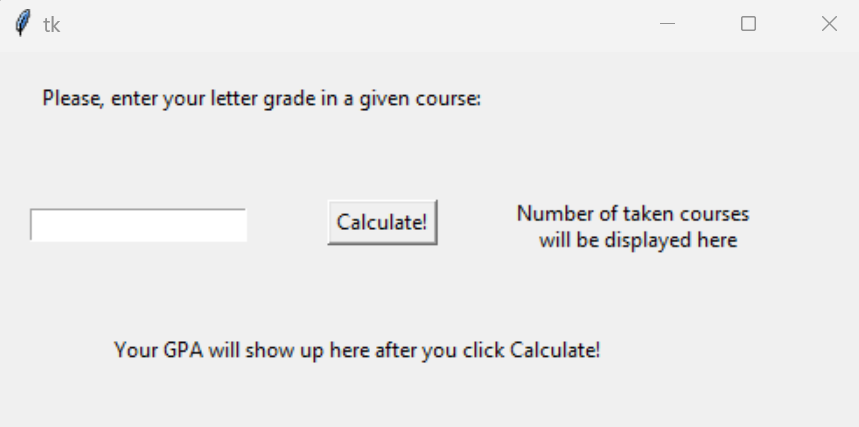 tk
Please, enter your letter grade in a given course:
Calculate!
Number of taken courses
will be displayed here
Your GPA will show up here after you click Calculate!